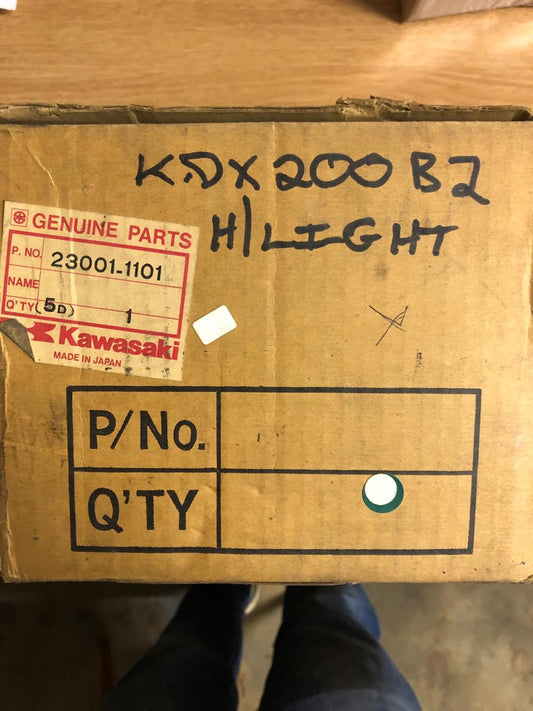 KDX 200 B2
H/LIGHT
GENUINE PARTS
P. NO. 23001-1101
NAME
Q'TY (5D) 1
Kawasaki
MADE IN JAPAN
P/No.
Q'TY